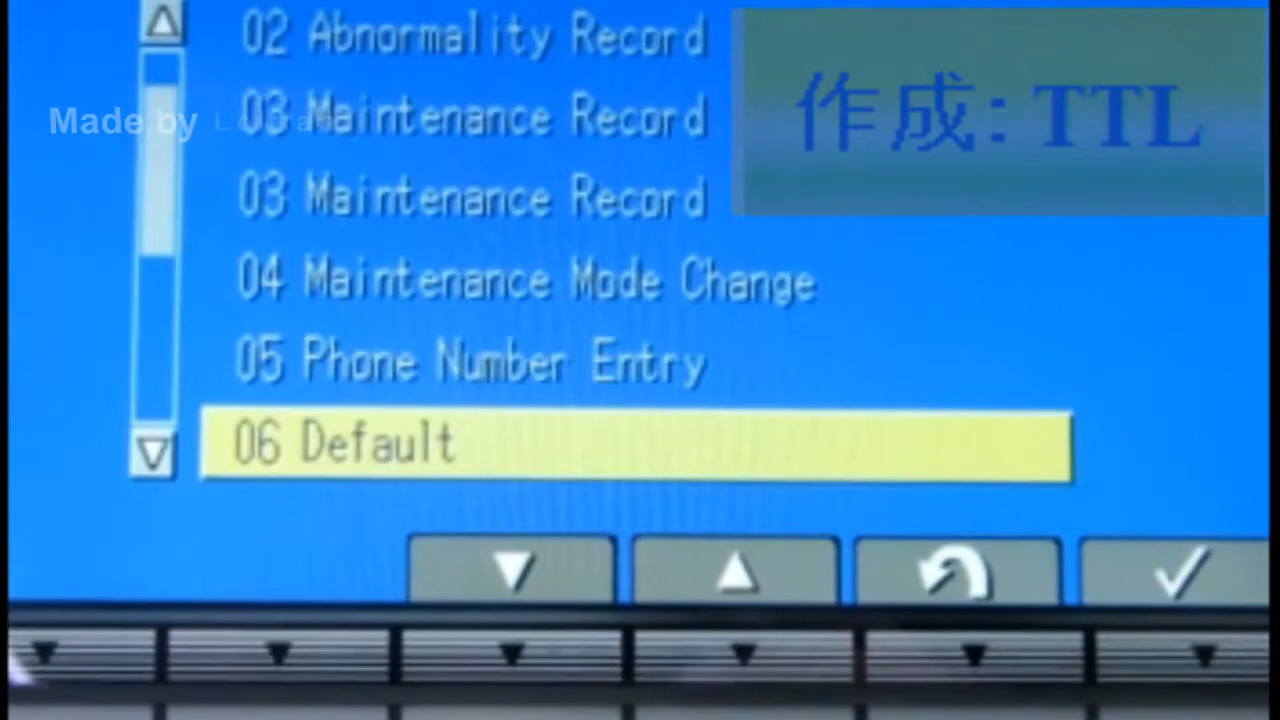 02 Abnormality Record
作成: TTL
Made by
03 Maintenance Record
03 Maintenance Record
04 Maintenance Mode Change
05 Phone Number Entry
06 Default